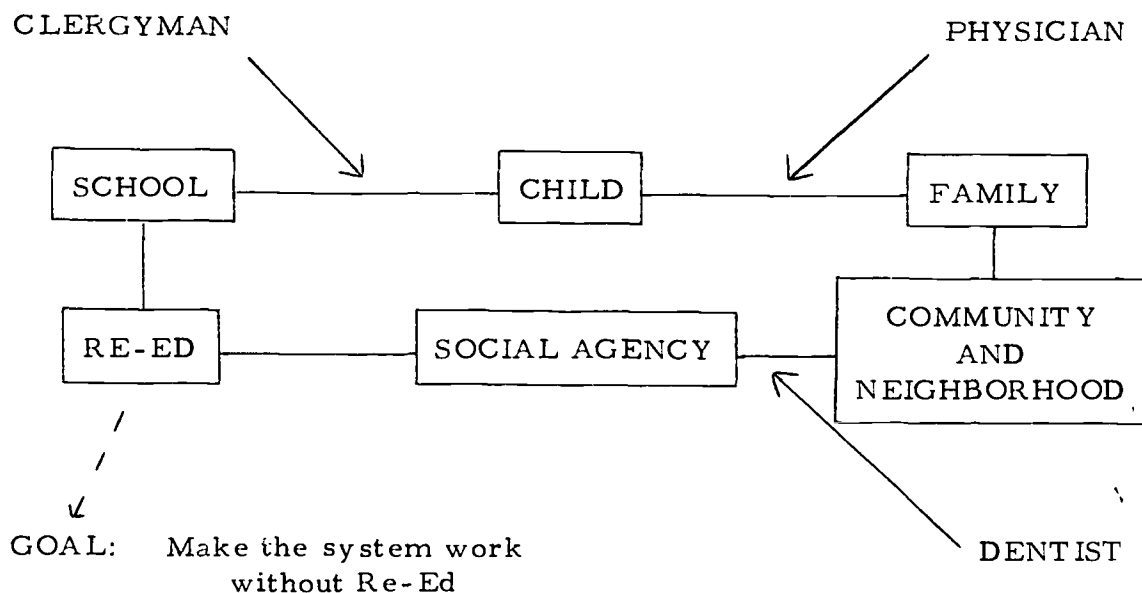 CLERGYMAN
PHYSICIAN
SCHOOL
CHILD
FAMILY
RE-ED
SOCIAL AGENCY
COMMUNITY
AND
NEIGHBORHOOD
GOAL: Make the system work
without Re-Ed
DENTIST